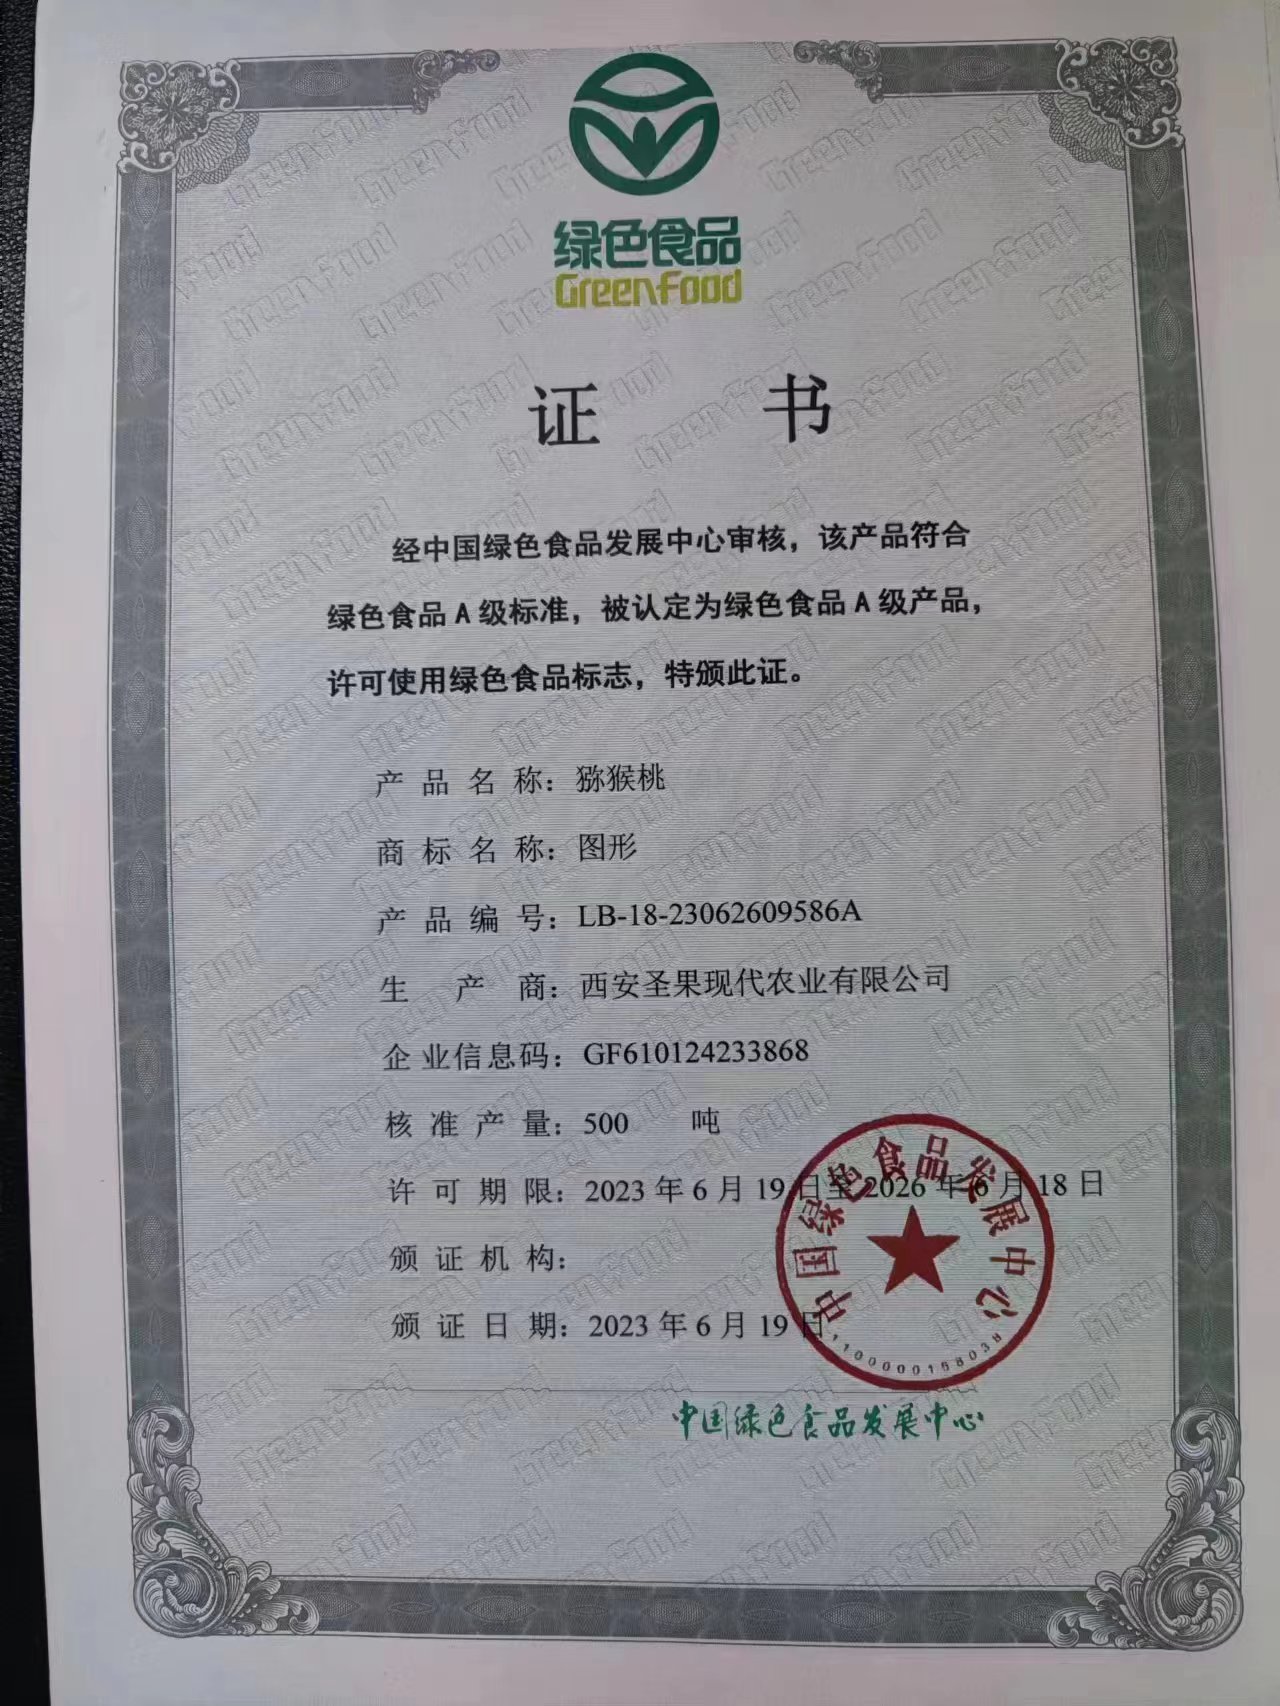 绿色食品
GreenFood
证 书
经中国绿色食品发展中心审核，该产品符合
绿色食品A级标准，被认定为绿色食品A级产品，
许可使用绿色食品标志，特颁此证。
产品名称：猕猴桃
商标名称：图形
产品编号：LB-18-23062609586A
生产商：西安圣果现代农业有限公司
企业信息码：GF610124233868
核准产量：500 吨
许可期限：2023年6月19日至2026年6月18日
颁证机构：
颁证日期：2023年6月19日
中国绿色食品发展中心
1100000158038
中国绿色食品发展中心